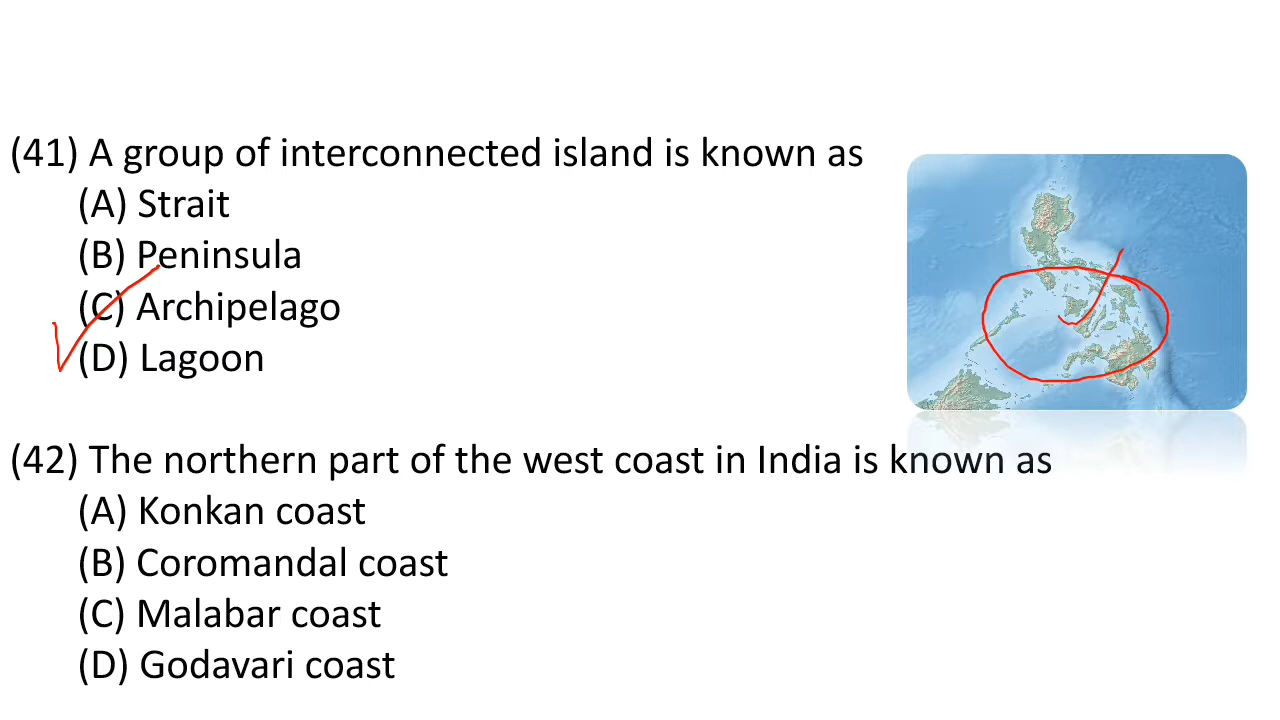 (41) A group of interconnected island is known as
(A) Strait
(B) Peninsula
(C) Archipelago
(D) Lagoon
(42) The northern part of the west coast in India is known as
(A) Konkan coast
(B) Coromandal coast
(C) Malabar coast
(D) Godavari coast